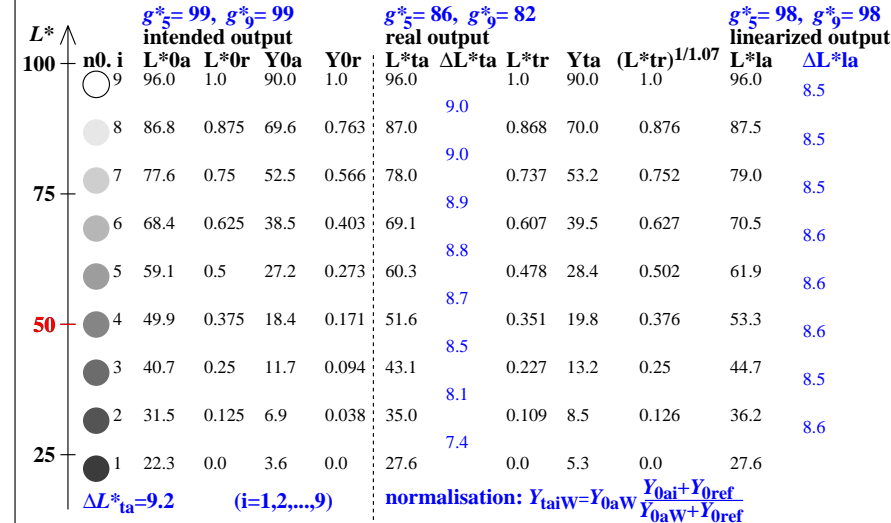 g*5= 99, g*9= 99 g*5= 86, g*9= 82 g*5= 98, g*9= 98
L* intended output real output linearized output
n0. i L*0a L*0r Y0a Y0r L*ta ΔL*ta L*tr Yta (L*tr)1/1.07 L*la ΔL*la
100
9 96.0 1.0 90.0 1.0 96.0 1.0 90.0 1.0 96.0
9.0 8.5
8 86.8 0.875 69.6 0.763 87.0 0.868 70.0 0.876 87.5
9.0 8.5
7 77.6 0.75 52.5 0.566 78.0 0.737 53.2 0.752 79.0
75
8.9 8.5
6 68.4 0.625 38.5 0.403 69.1 0.607 39.5 0.627 70.5
8.8 8.6
5 59.1 0.5 27.2 0.273 60.3 0.478 28.4 0.502 61.9
8.7 8.6
50
4 49.9 0.375 18.4 0.171 51.6 0.351 19.8 0.376 53.3
8.5 8.6
3 40.7 0.25 11.7 0.094 43.1 0.227 13.2 0.25 44.7
8.1 8.5
2 31.5 0.125 6.9 0.038 35.0 0.109 8.5 0.126 36.2
7.4 8.6
25
1 22.3 0.0 3.6 0.0 27.6 0.0 5.3 0.0 27.6
ΔL*ta=9.2 (i=1,2,...,9) normalisation: YtaiW=Y0aW Y0ai+Y0ref
Y0aW+Y0ref